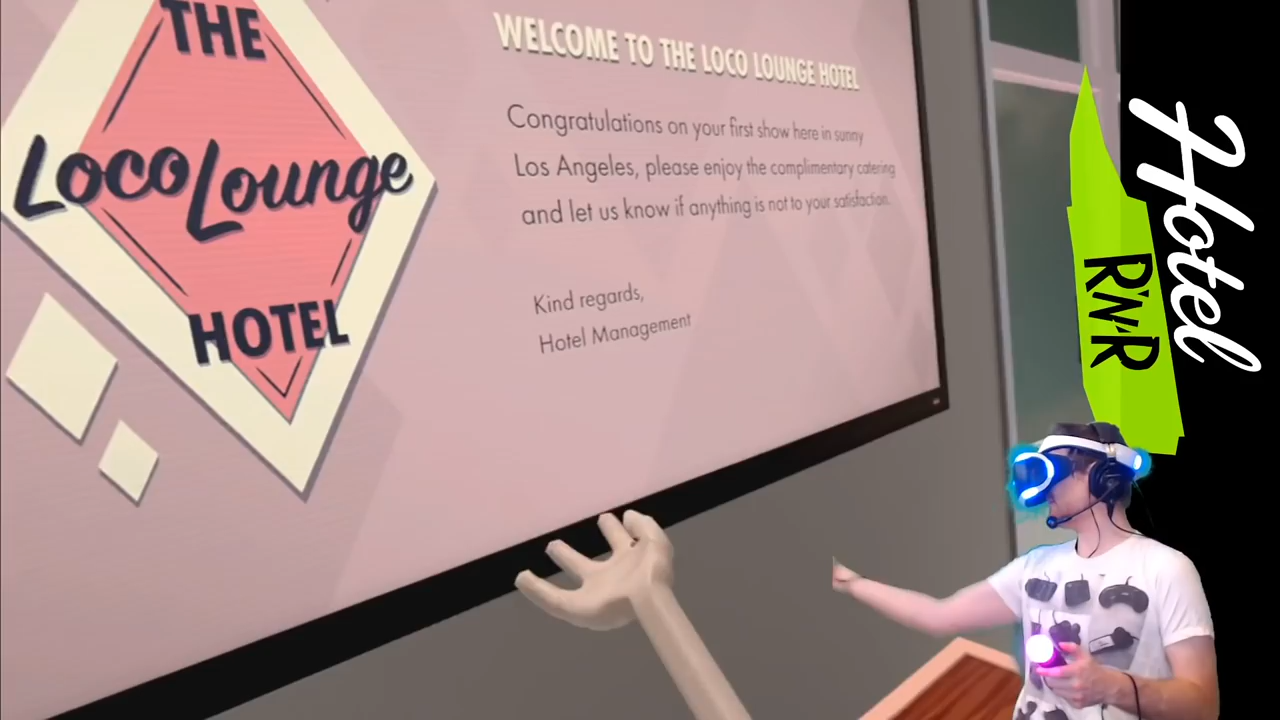 THE
LocoLounge
HOTEL
WELCOME TO THE LOCO LOUNGE HOTEL
Congratulations on your first show here in sunny
Los Angeles, please enjoy the complimentary catering
and let us know if anything is not to your satisfaction.
Kind regards,
Hotel Management
Hotel
R'N'R